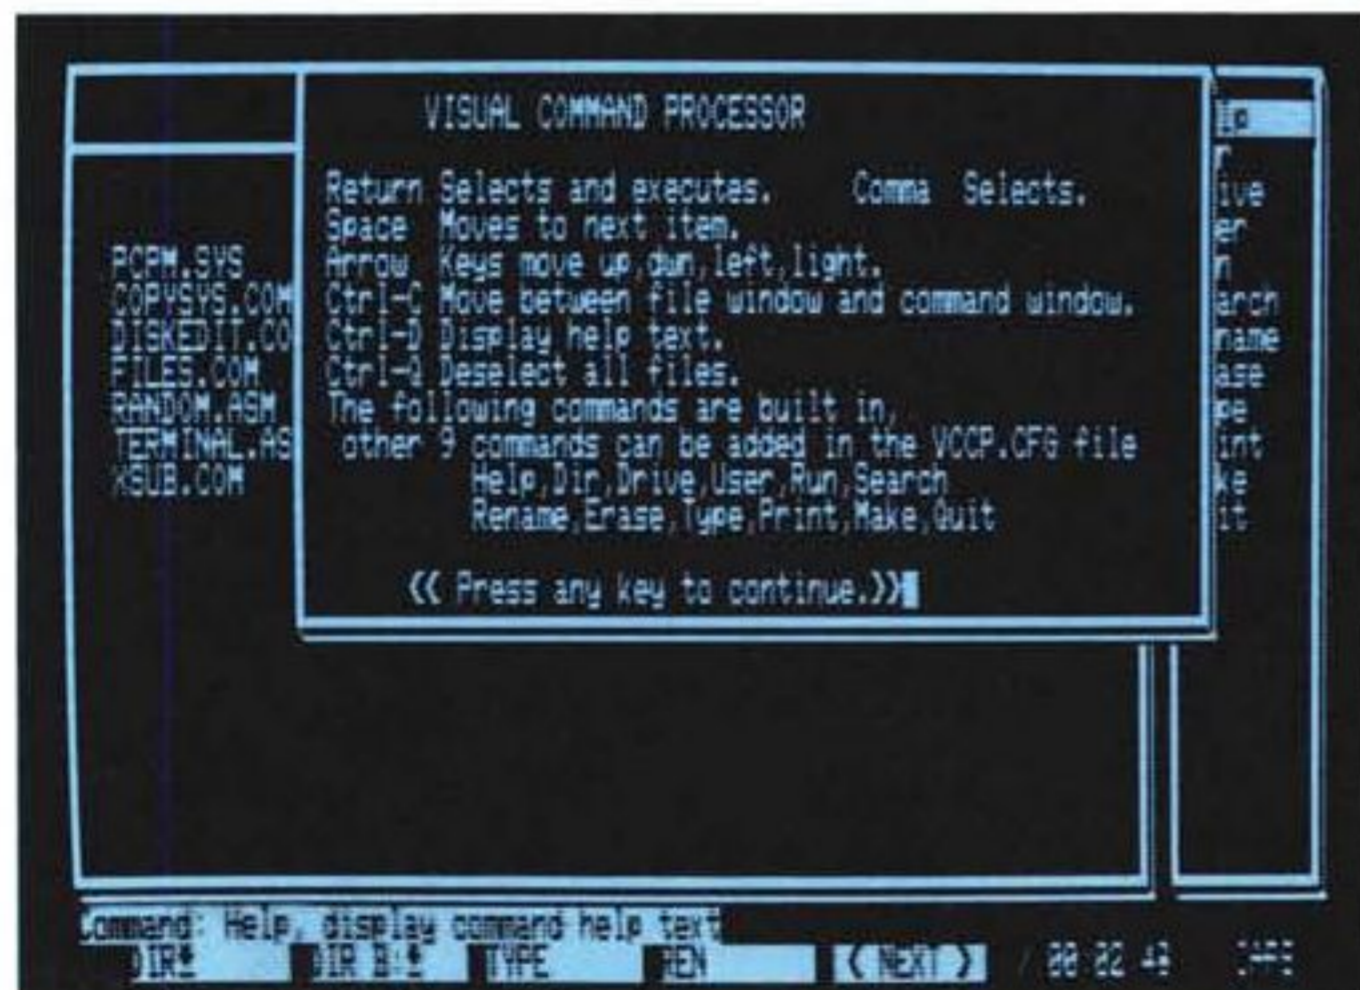 VISUAL COMMAND PROCESSOR
Return Selects and executes. Comma Selects.
Space Moves to next item.
Arrow Keys move up,dwn,left,light.
Ctrl-C Move between file window and command window.
Ctrl-D Display help text.
Ctrl-Q Deselect all files.
The following commands are built in,
other 9 commands can be added in the VCCP.CFG file
Help,Dir,Drive,User,Run,Search
Rename,Erase,Type,Print,Make,Quit
<< Press any key to continue.>>
PCPM.SYS
COPYSYS.COM
DISKEDIT.CO
FILES.COM
RANDOM.ASM
TERMINAL.AS
XSUB.COM
lp
r
ive
er
n
arch
name
ase
pe
int
ke
it
Command: Help, display command help text
DIR* DIR B:* TYPE REN < NEXT > 00 02 48